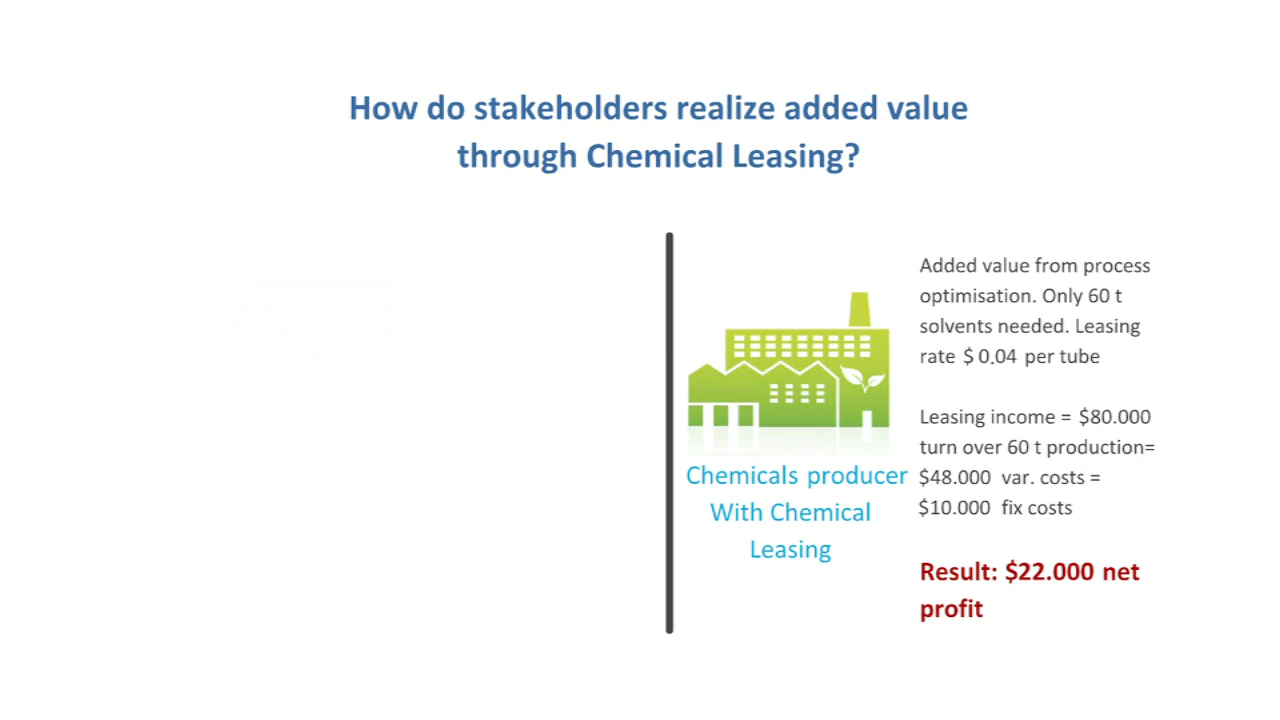 How do stakeholders realize added value
through Chemical Leasing?
Chemicals producer
With Chemical
Leasing
Added value from process
optimisation. Only 60 t
solvents needed. Leasing
rate $ 0.04 per tube
Leasing income = $80.000
turn over 60 t production=
$48.000 var. costs =
$10.000 fix costs
Result: $22.000 net
profit